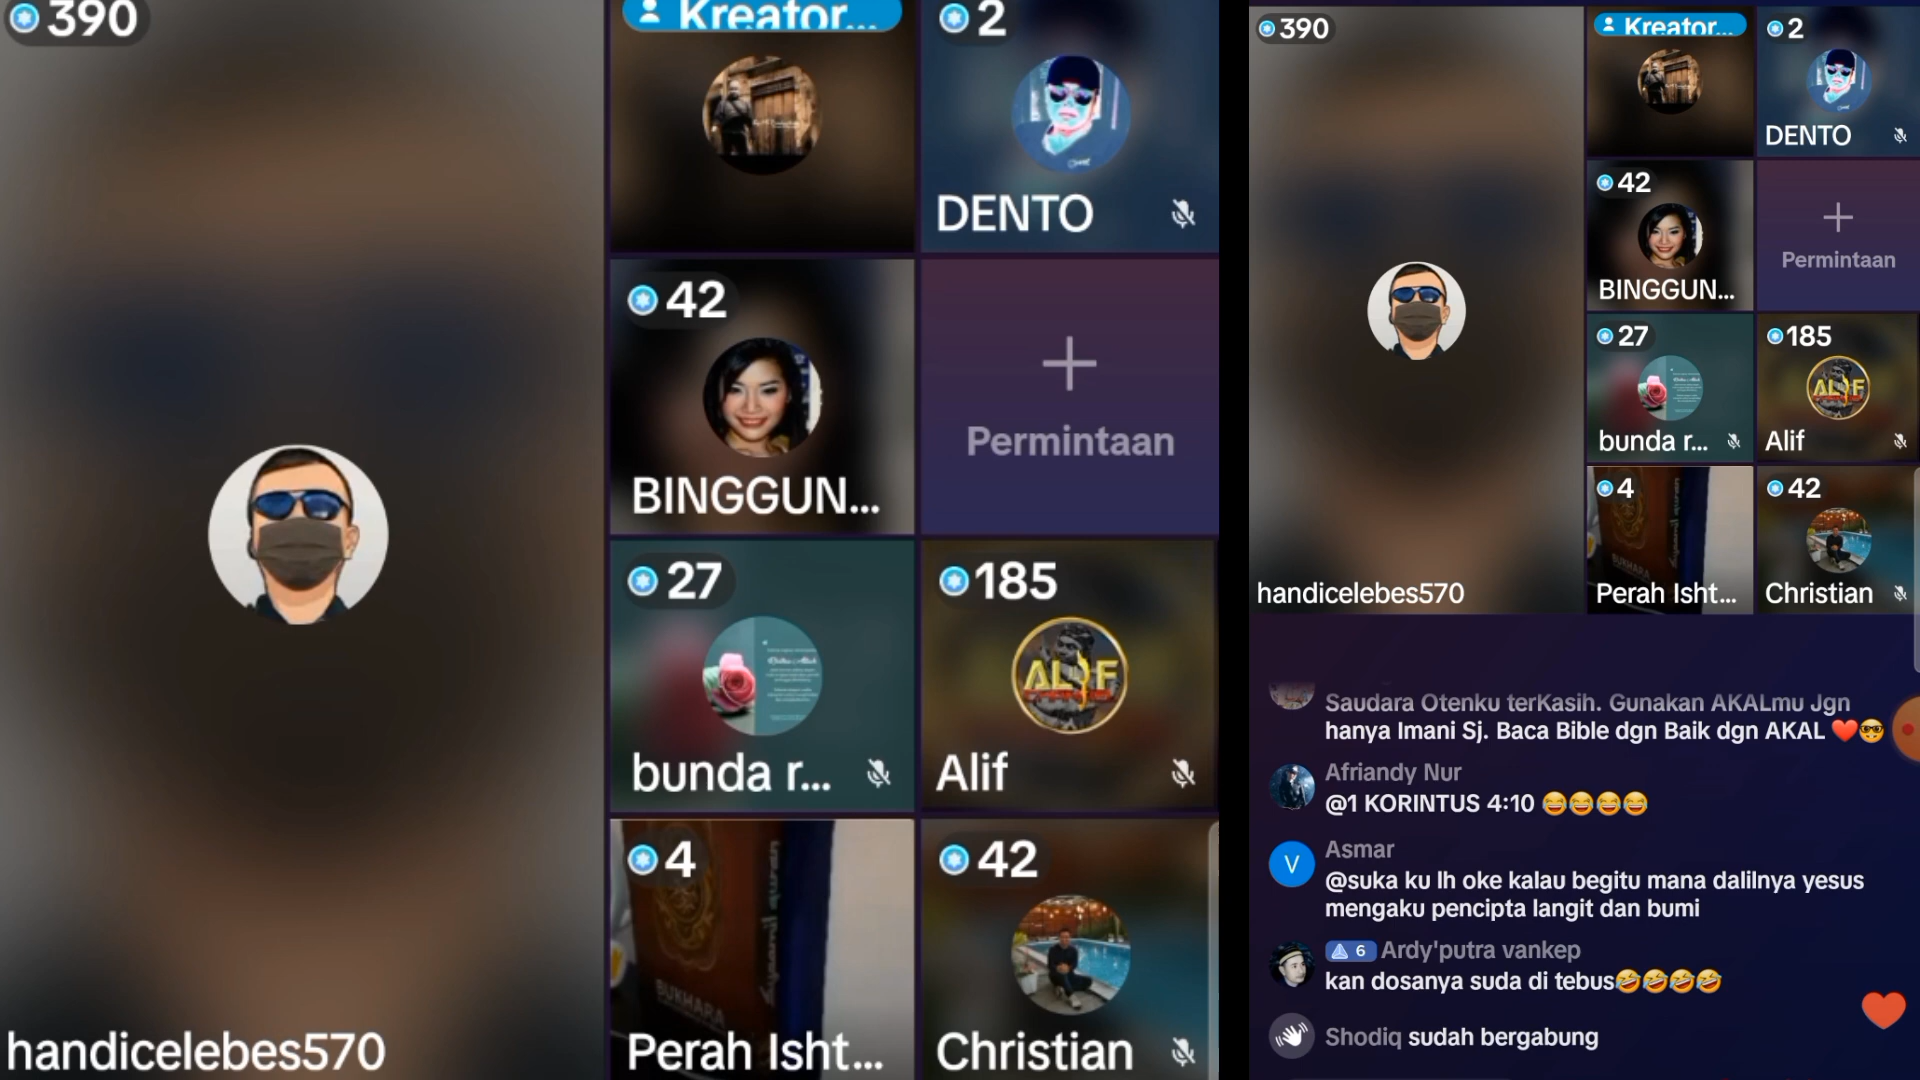 390
Kreator...
2
DENTO
42
BINGGUN...
Permintaan
27
bunda r...
185
ALIF
Alif
4
BUKHARA
Perah Isht...
42
Christian
handicelebes570
390
Kreator...
2
DENTO
42
BINGGUN...
Permintaan
27
bunda r...
185
ALIF
Alif
4
BUKHARA
Perah Isht...
42
Christian
handicelebes570
Saudara Otenku terKasih. Gunakan AKALmu Jgn
hanya Imani Sj. Baca Bible dgn Baik dgn AKAL ❤️🤓
Afriandy Nur
@1 KORINTUS 4:10 😂😂😂😂
V
Asmar
@suka ku lh oke kalau begitu mana dalilnya yesus
mengaku pencipta langit dan bumi
6 Ardy'putra vankep
kan dosanya suda di tebus🤣🤣🤣🤣
Shodiq sudah bergabung